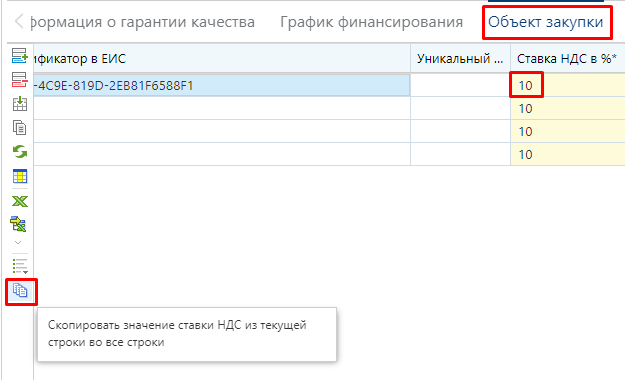 формация о гарантии качества График финансирования Объект закупки
ификатор в ЕИС Уникальный ... Ставка НДС в %*
-4C9E-819D-2EB81F6588F1 10
10
10
10
Скопировать значение ставки НДС из текущей
строки во все строки